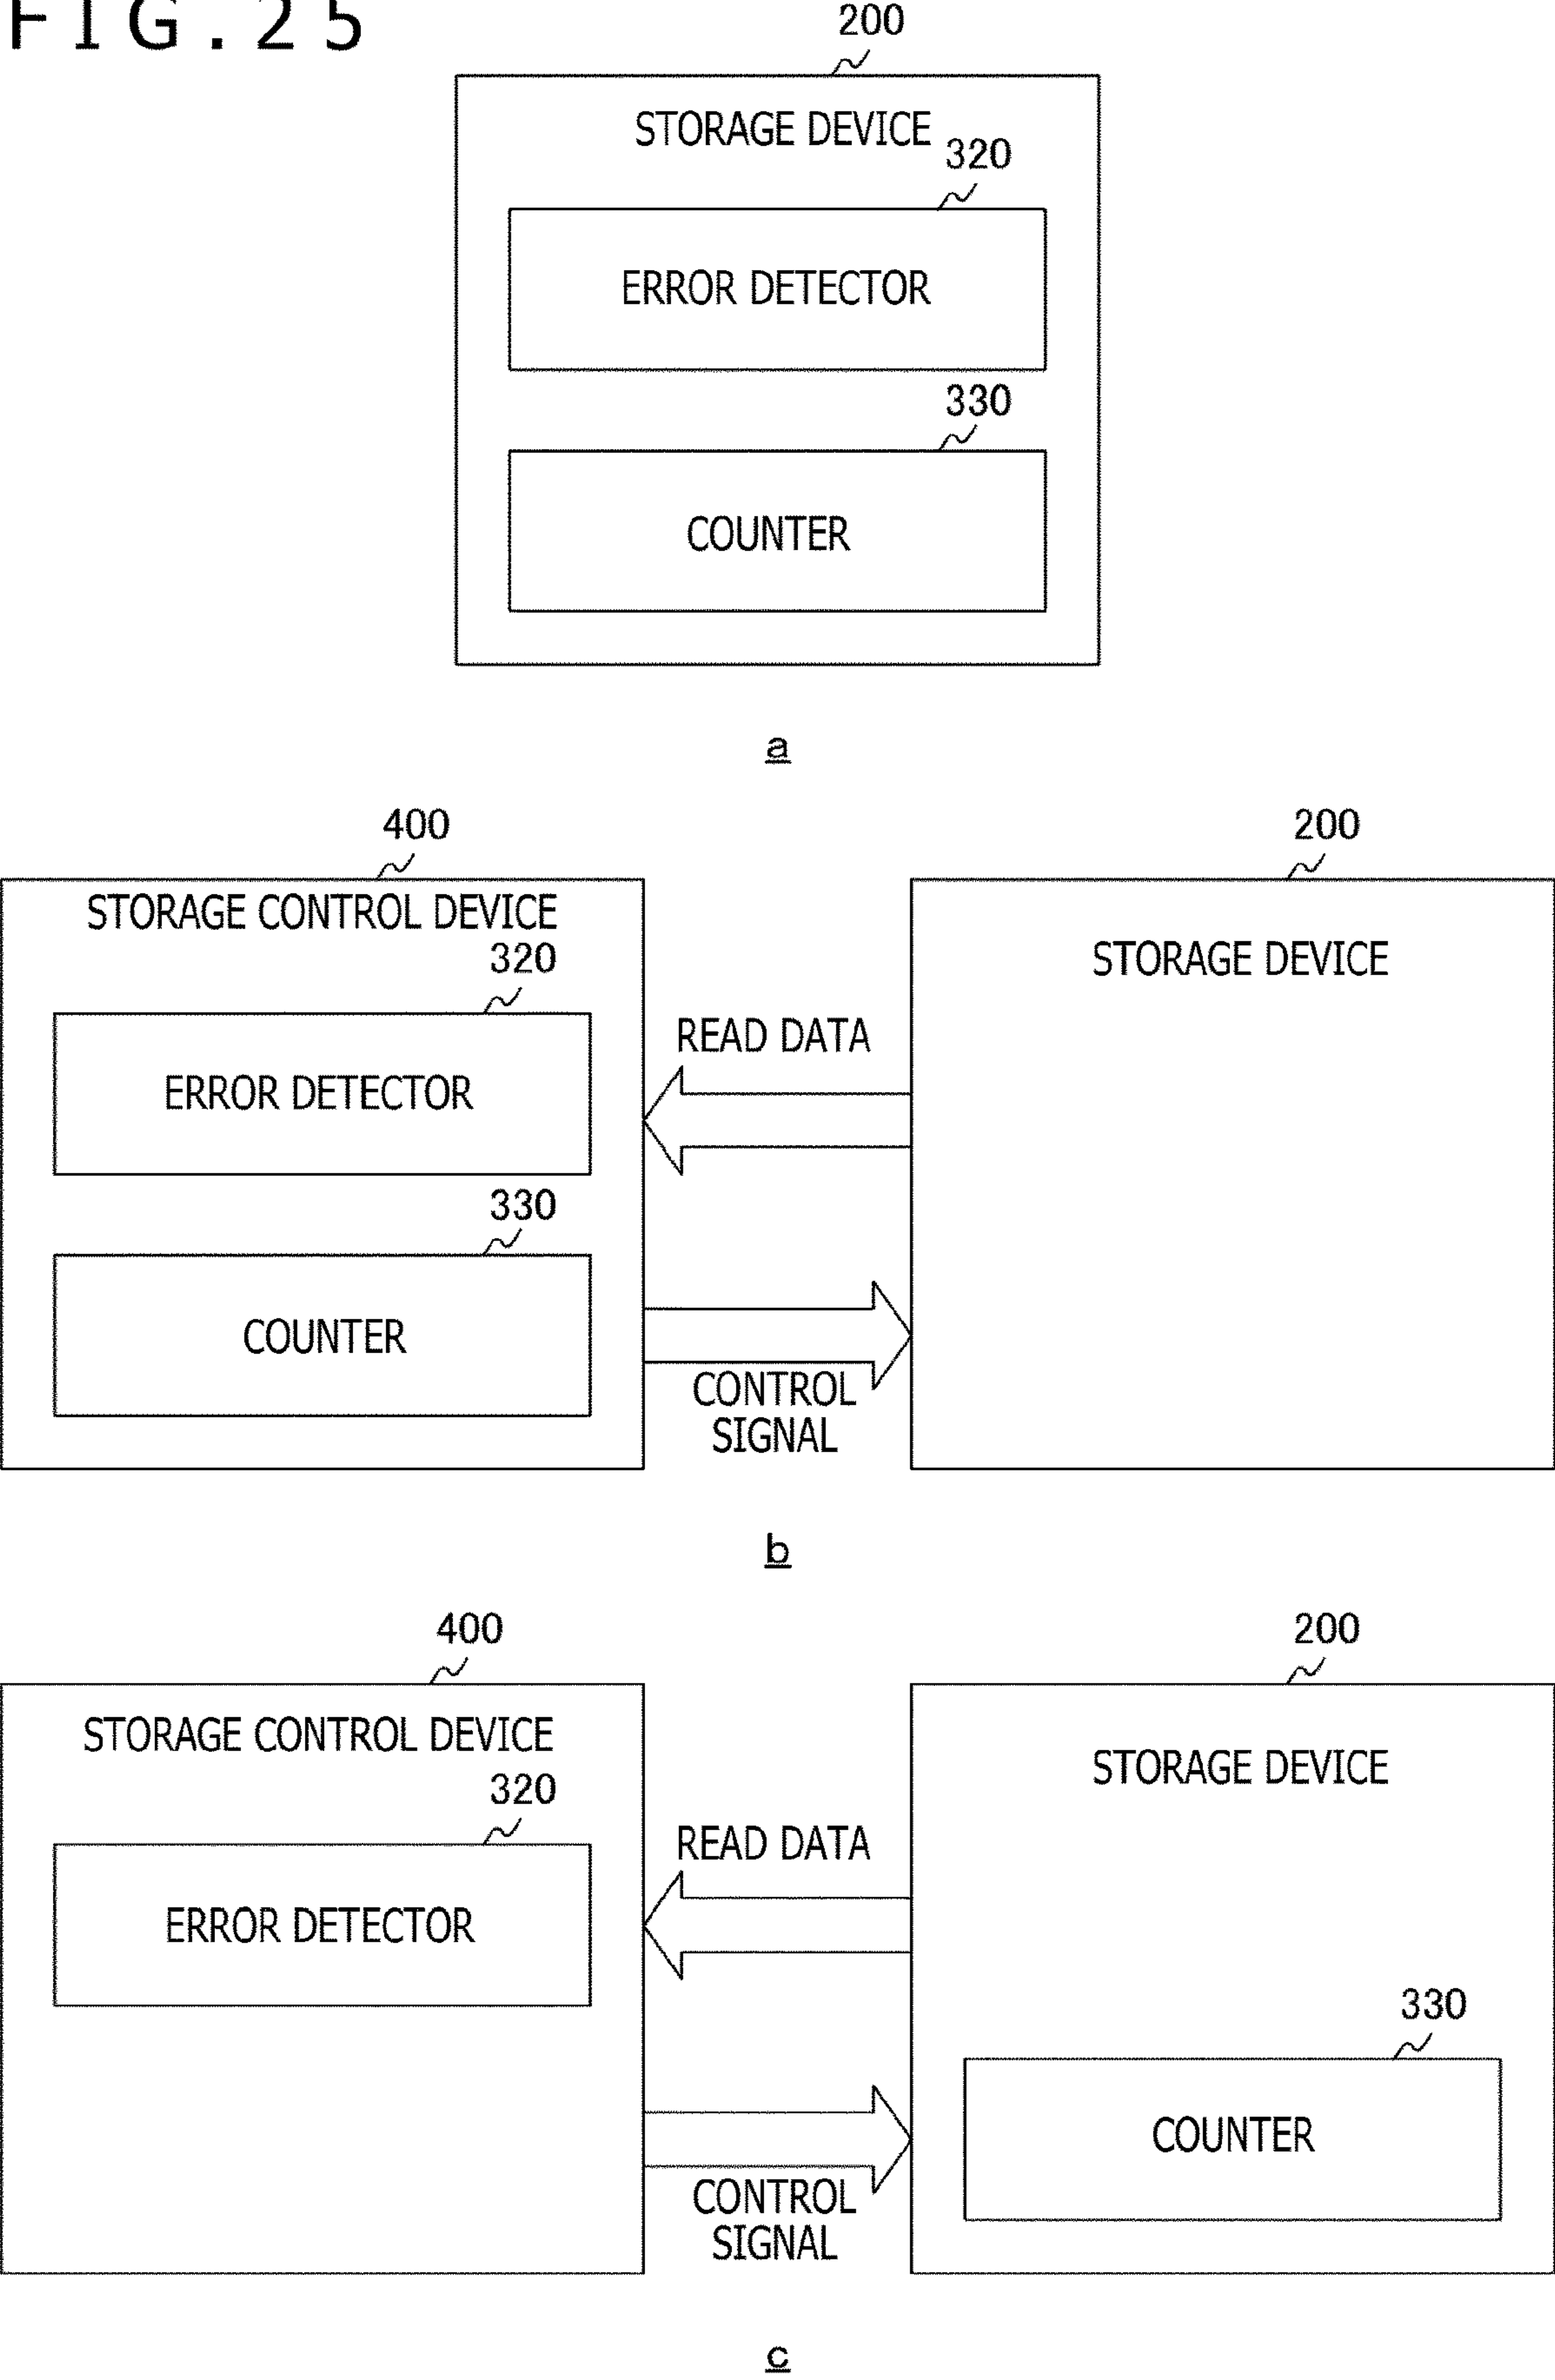 FIG.25
200
STORAGE DEVICE
320
ERROR DETECTOR
330
COUNTER
a
400
200
STORAGE CONTROL DEVICE
STORAGE DEVICE
320
READ DATA
ERROR DETECTOR
330
COUNTER
CONTROL
SIGNAL
b
400
200
STORAGE CONTROL DEVICE
STORAGE DEVICE
320
READ DATA
ERROR DETECTOR
330
COUNTER
CONTROL
SIGNAL
c